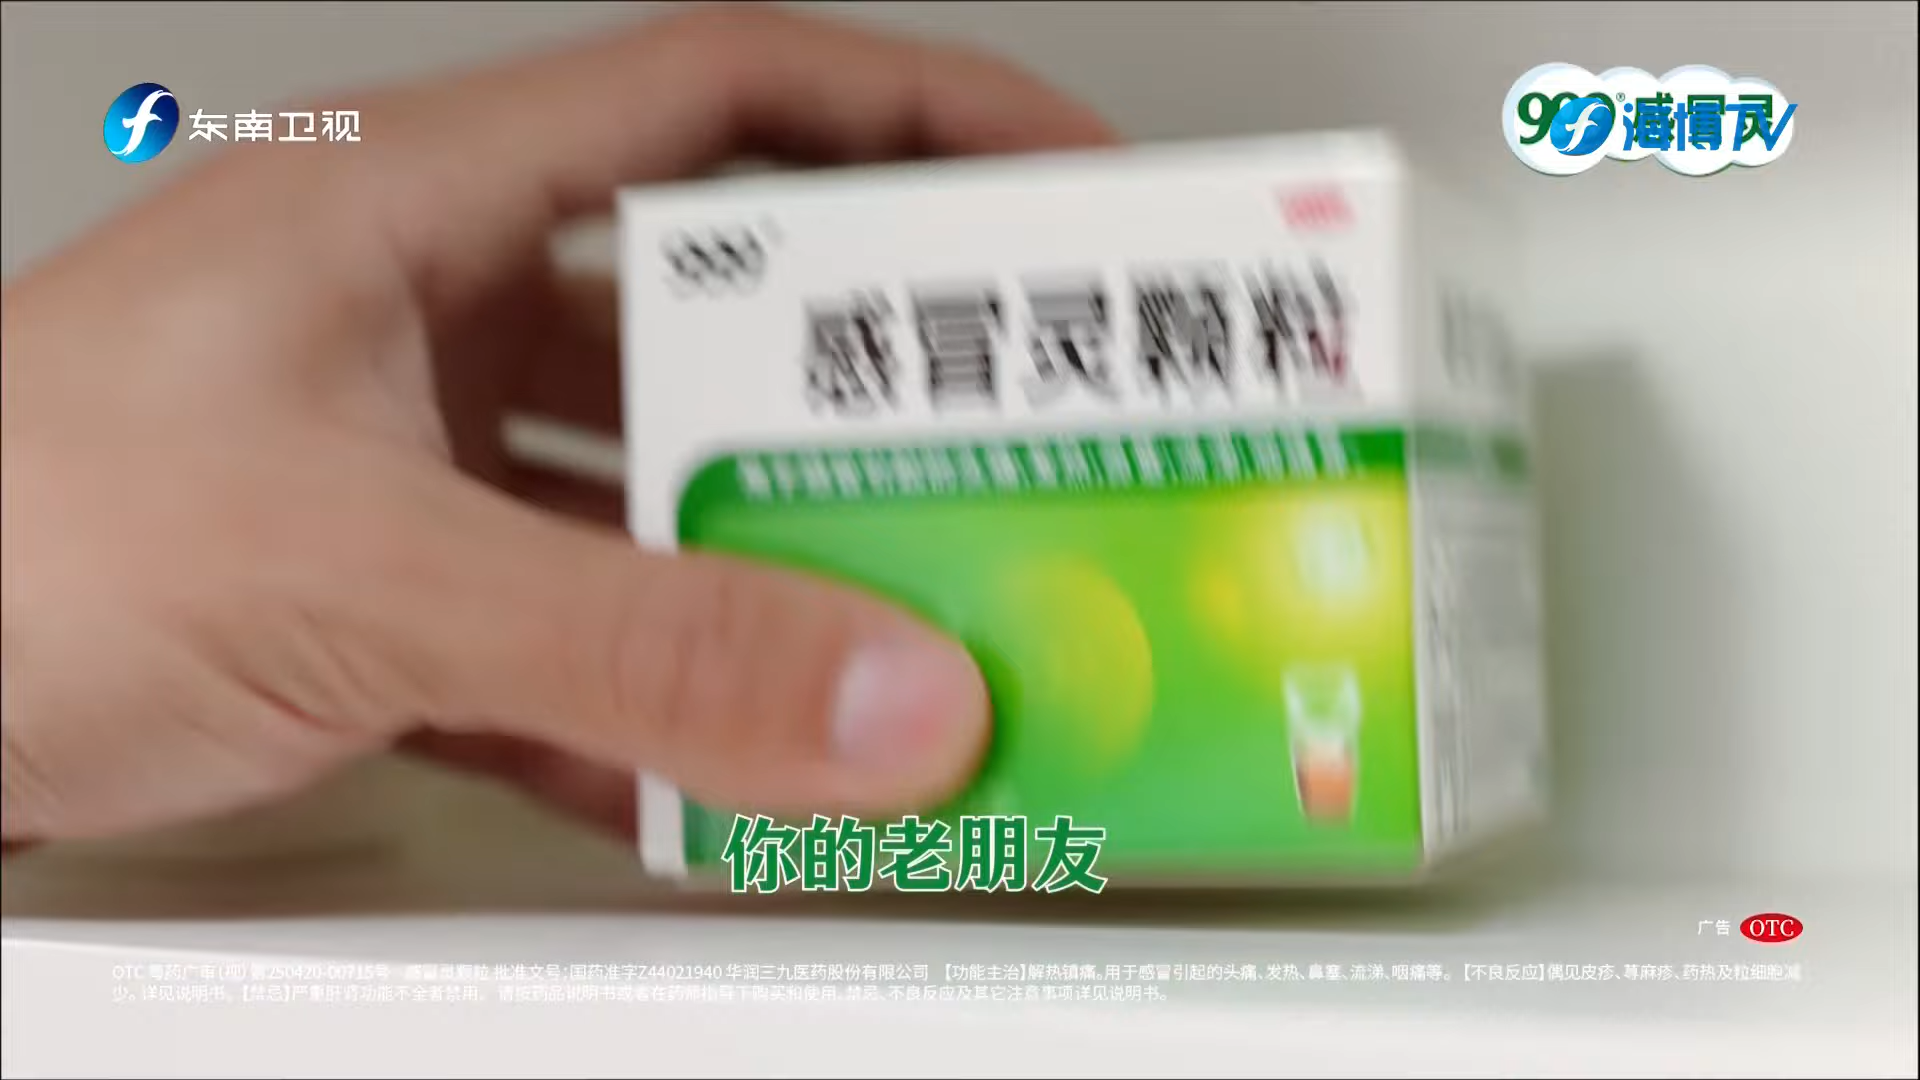 东南卫视
999®感冒灵
海博TV
999
感冒灵颗粒
你的老朋友
广告 OTC
OTC 粤药广审(视)第250420-00715号 感冒灵颗粒 批准文号:国药准字Z44021940 华润三九医药股份有限公司 【功能主治】解热镇痛。用于感冒引起的头痛、发热、鼻塞、流涕、咽痛等。【不良反应】偶见皮疹、荨麻疹、药热及粒细胞减
少。详见说明书。【禁忌】严重肝肾功能不全者禁用。 请按药品说明书或者在药师指导下购买和使用。禁忌、不良反应及其它注意事项详见说明书。